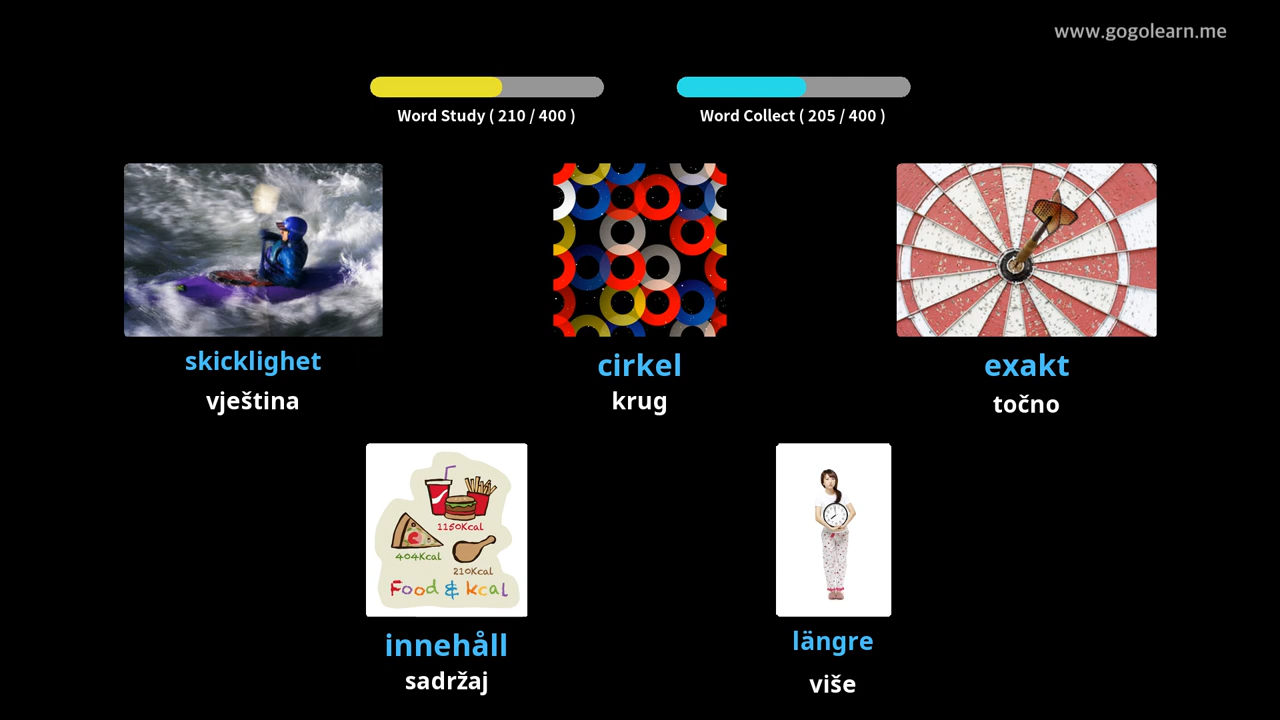 www.gogolearn.me
Word Study ( 210 / 400 )
Word Collect ( 205 / 400 )
skicklighet
vještina
cirkel
krug
exakt
točno
1150Kcal
404Kcal
210Kcal
Food & kcal
innehåll
sadržaj
längre
više